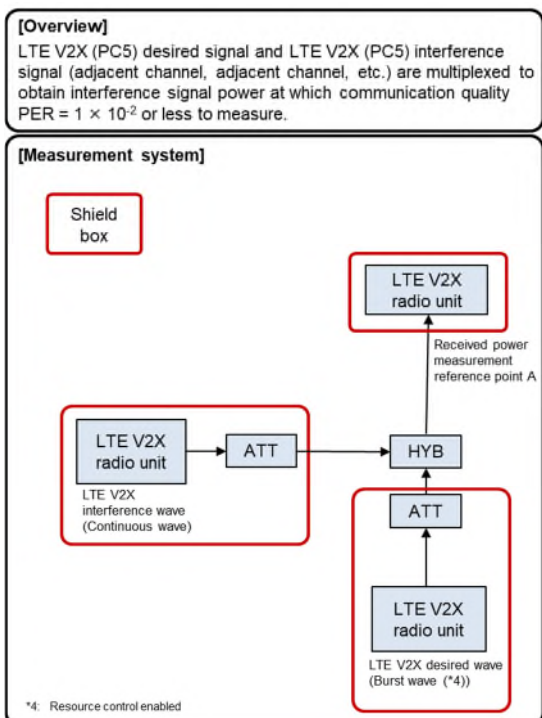 [Overview]
LTE V2X (PC5) desired signal and LTE V2X (PC5) interference
signal (adjacent channel, adjacent channel, etc.) are multiplexed to
obtain interference signal power at which communication quality
PER = 1 × 10-2 or less to measure.
[Measurement system]
Shield
box
LTE V2X
radio unit
Received power
measurement
reference point A
LTE V2X
radio unit
ATT
HYB
LTE V2X
interference wave
(Continuous wave)
ATT
LTE V2X
radio unit
LTE V2X desired wave
(Burst wave (*4))
*4: Resource control enabled